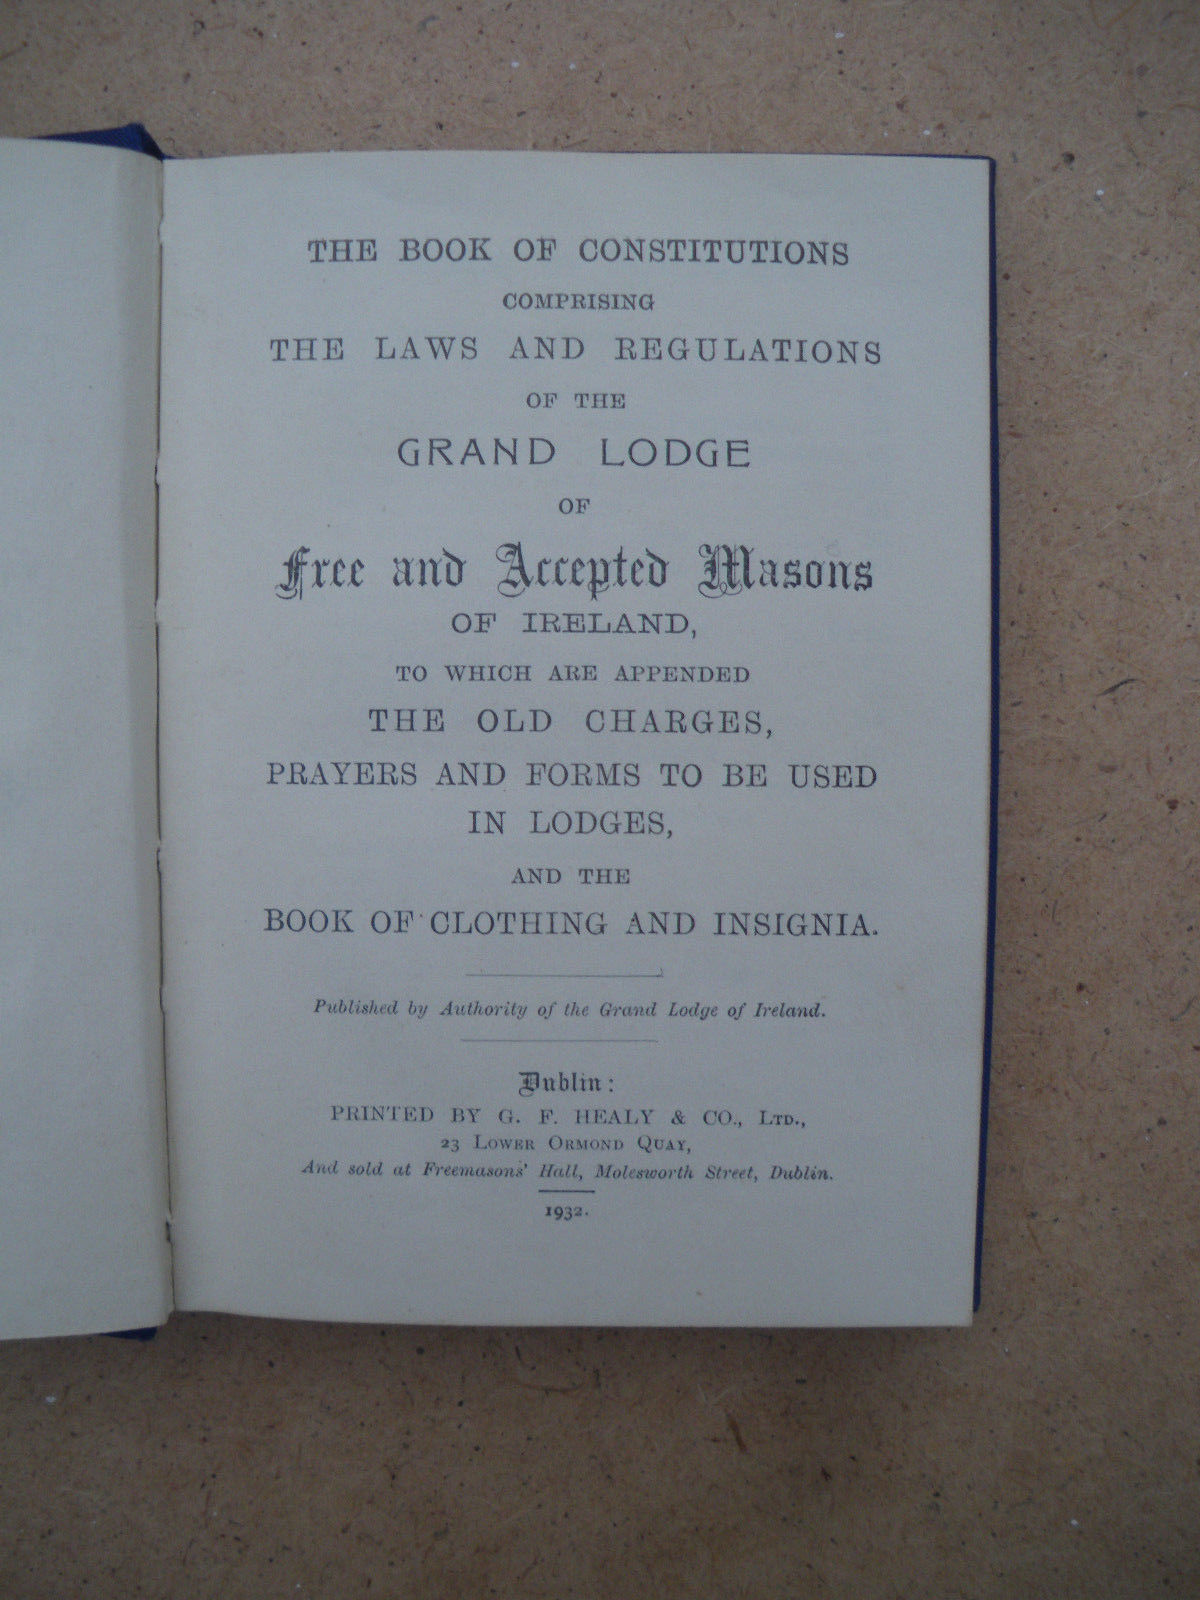 THE BOOK OF CONSTITUTIONS
COMPRISING
THE LAWS AND REGULATIONS
OF THE
GRAND LODGE
OF
Free and Accepted Masons
OF IRELAND,
TO WHICH ARE APPENDED
THE OLD CHARGES,
PRAYERS AND FORMS TO BE USED
IN LODGES,
AND THE
BOOK OF CLOTHING AND INSIGNIA.
Published by Authority of the Grand Lodge of Ireland.
Dublin:
PRINTED BY G. F. HEALY & CO., LTD.,
23 LOWER ORMOND QUAY,
And sold at Freemasons' Hall, Molesworth Street, Dublin.
1932.